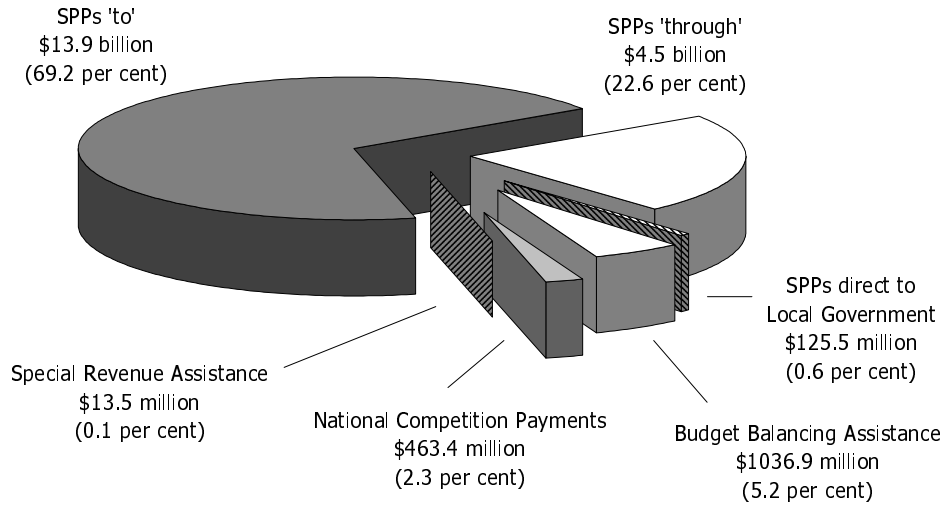 SPPs 'to'
$13.9 billion
(69.2 per cent)
SPPs 'through'
$4.5 billion
(22.6 per cent)
SPPs direct to
Local Government
$125.5 million
(0.6 per cent)
Special Revenue Assistance
$13.5 million
(0.1 per cent)
National Competition Payments
$463.4 million
(2.3 per cent)
Budget Balancing Assistance
$1036.9 million
(5.2 per cent)